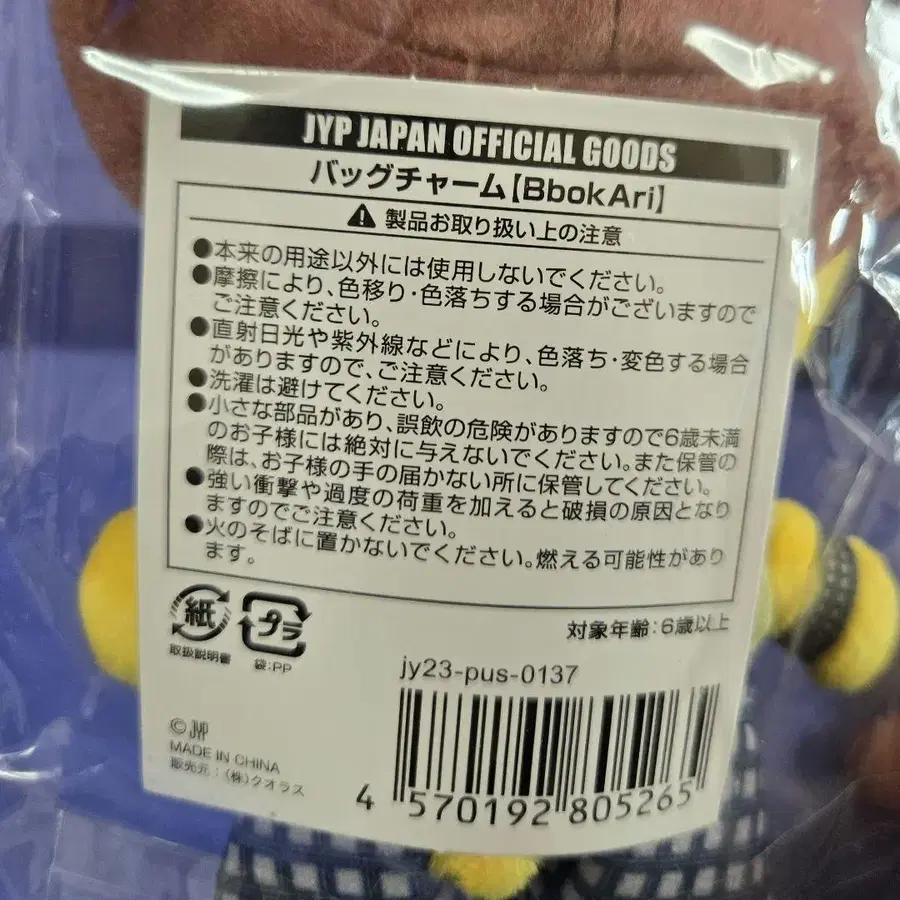 JYP JAPAN OFFICIAL GOODS
バッグチャーム【BbokAri】
⚠ 製品お取り扱い上の注意
●本来の用途以外には使用しないでください。
●摩擦により、色移り・色落ちする場合がございますので
ご注意ください。
●直射日光や紫外線などにより、色落ち・変色する場合
がありますので、ご注意ください。
●洗濯は避けてください。
●小さな部品があり、誤飲の危険がありますので6歳未満
のお子様には絶対に与えないでください。また保管の
際は、お子様の手の届かない所に保管してください。
●強い衝撃や過度の荷重を加えると破損の原因となり
ますのでご注意ください。
●火のそばに置かないでください。燃える可能性があり
ます。
対象年齢:6歳以上
紙
プラ
取扱説明書
袋:PP
jy23-pus-0137
© JYP
MADE IN CHINA
販売元:(株)クオラス
4 570192 805265